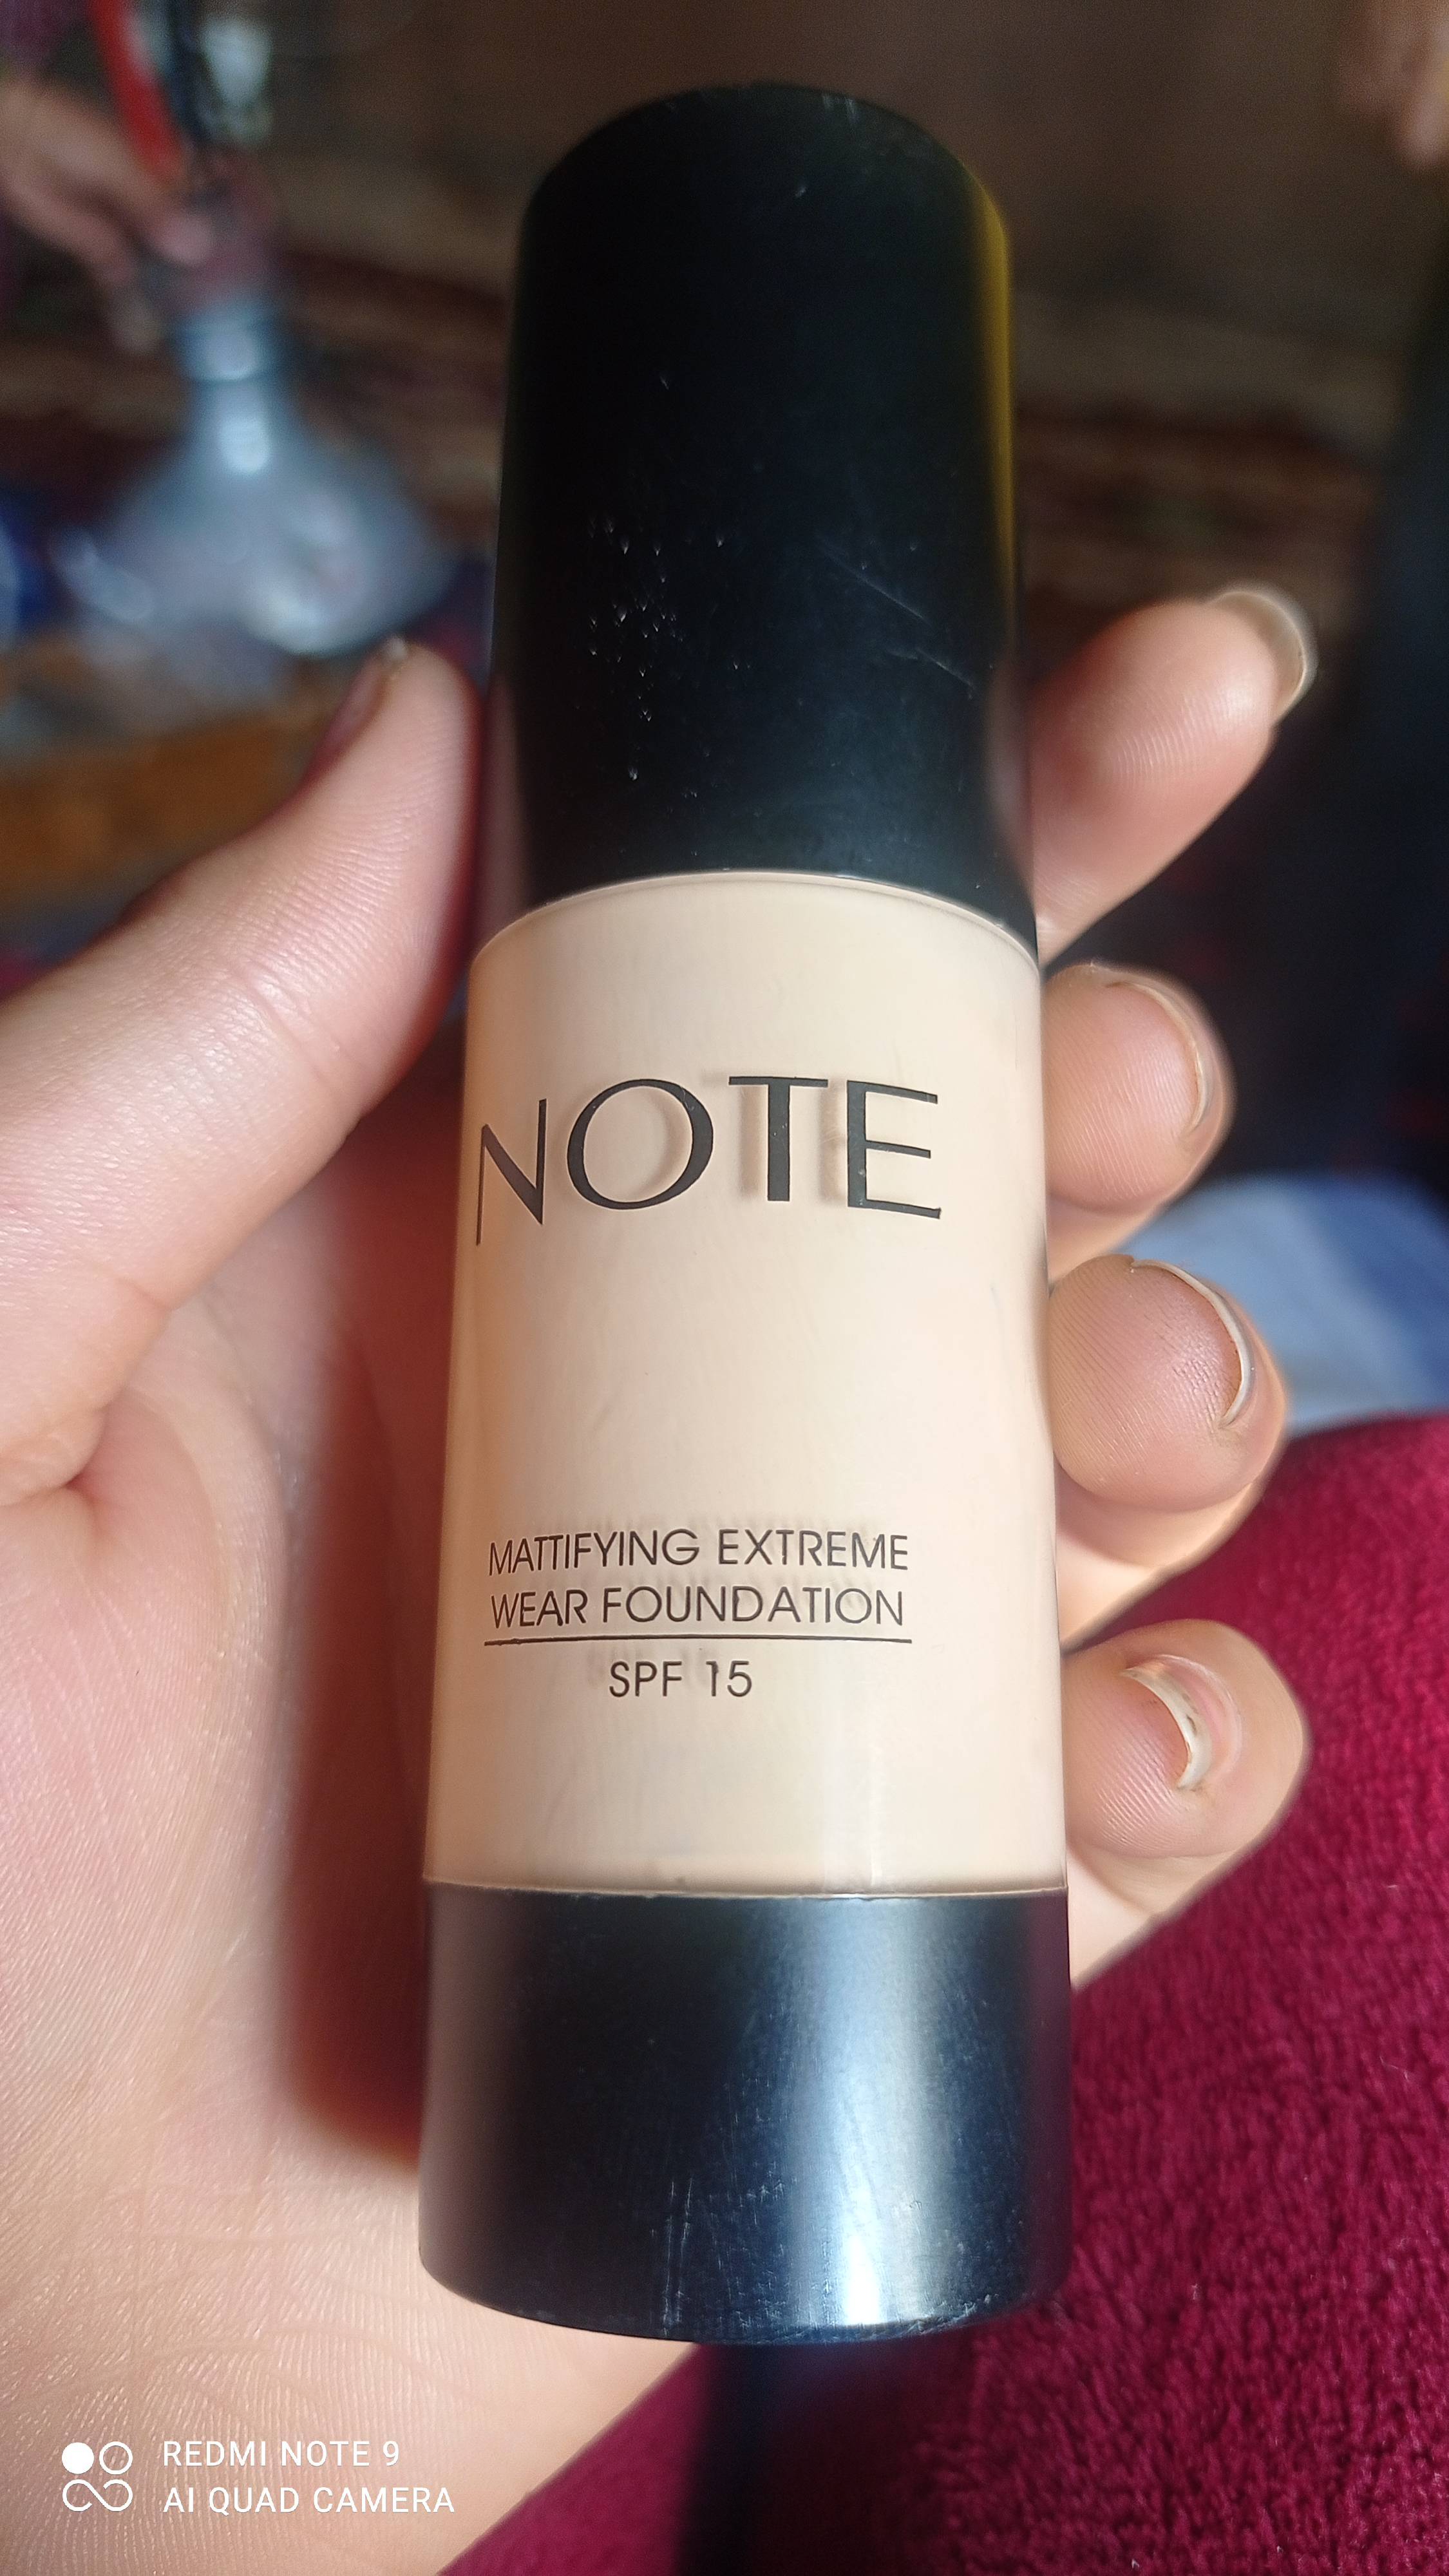 NOTE
MATTIFYING EXTREME
WEAR FOUNDATION
SPF 15
REDMI NOTE 9
AI QUAD CAMERA